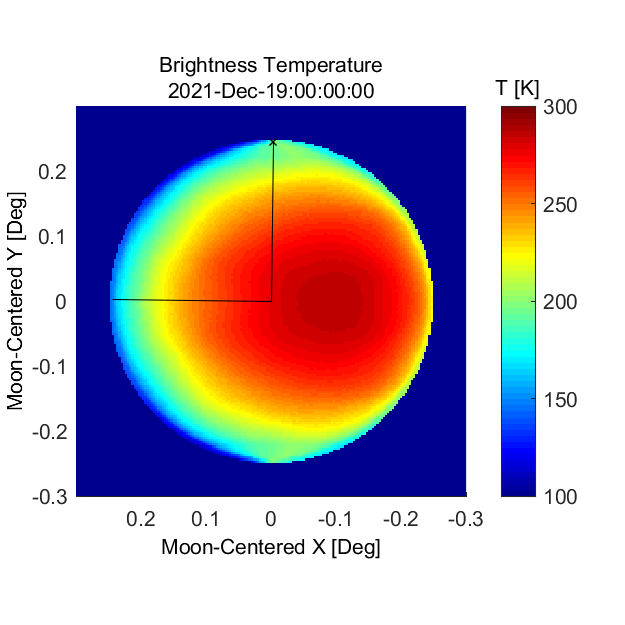 Brightness Temperature
2021-Dec-19:00:00:00:00
T [K]
300
250
200
150
100
Moon-Centered Y [Deg]
0.2
0.1
0
-0.1
-0.2
-0.3
0.2 0.1 0 -0.1 -0.2 -0.3
Moon-Centered X [Deg]